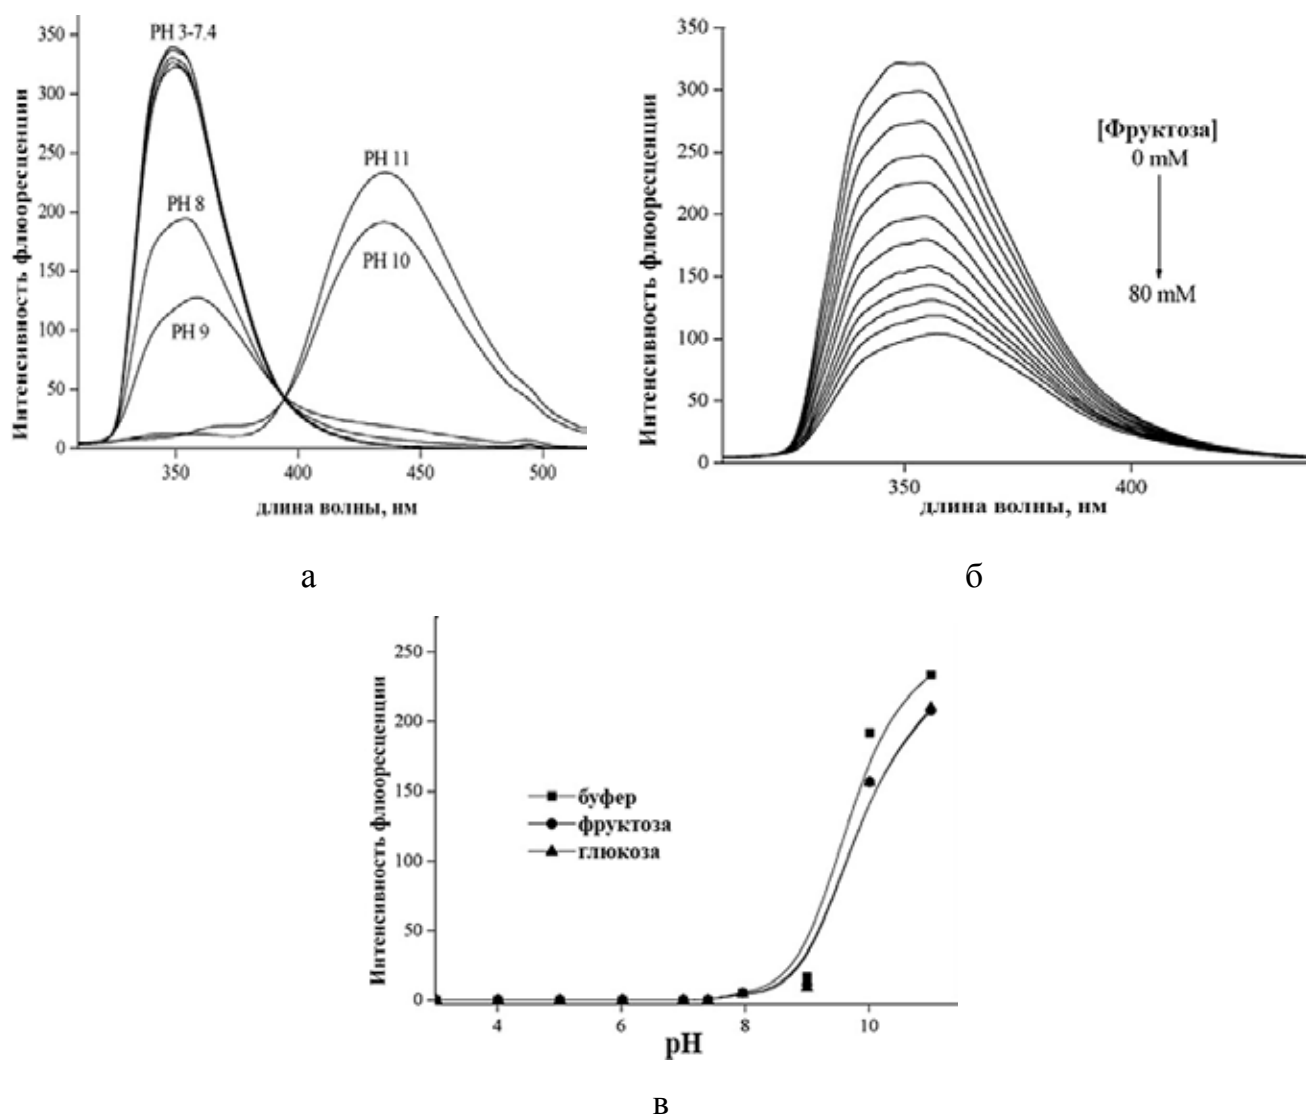 Интенсивность флюоресценции
350
300
250
200
150
100
50
0
PH 3-7.4
PH 8
PH 9
PH 11
PH 10
350
400
450
500
длина волны, нм
а
Интенсивность флюоресценции
350
300
250
200
150
100
50
0
[Фруктоза]
0 mM
80 mM
350
400
длина волны, нм
б
Интенсивность флюоресценции
250
200
150
100
50
0
буфер
фруктоза
глюкоза
4
6
8
10
pH
в